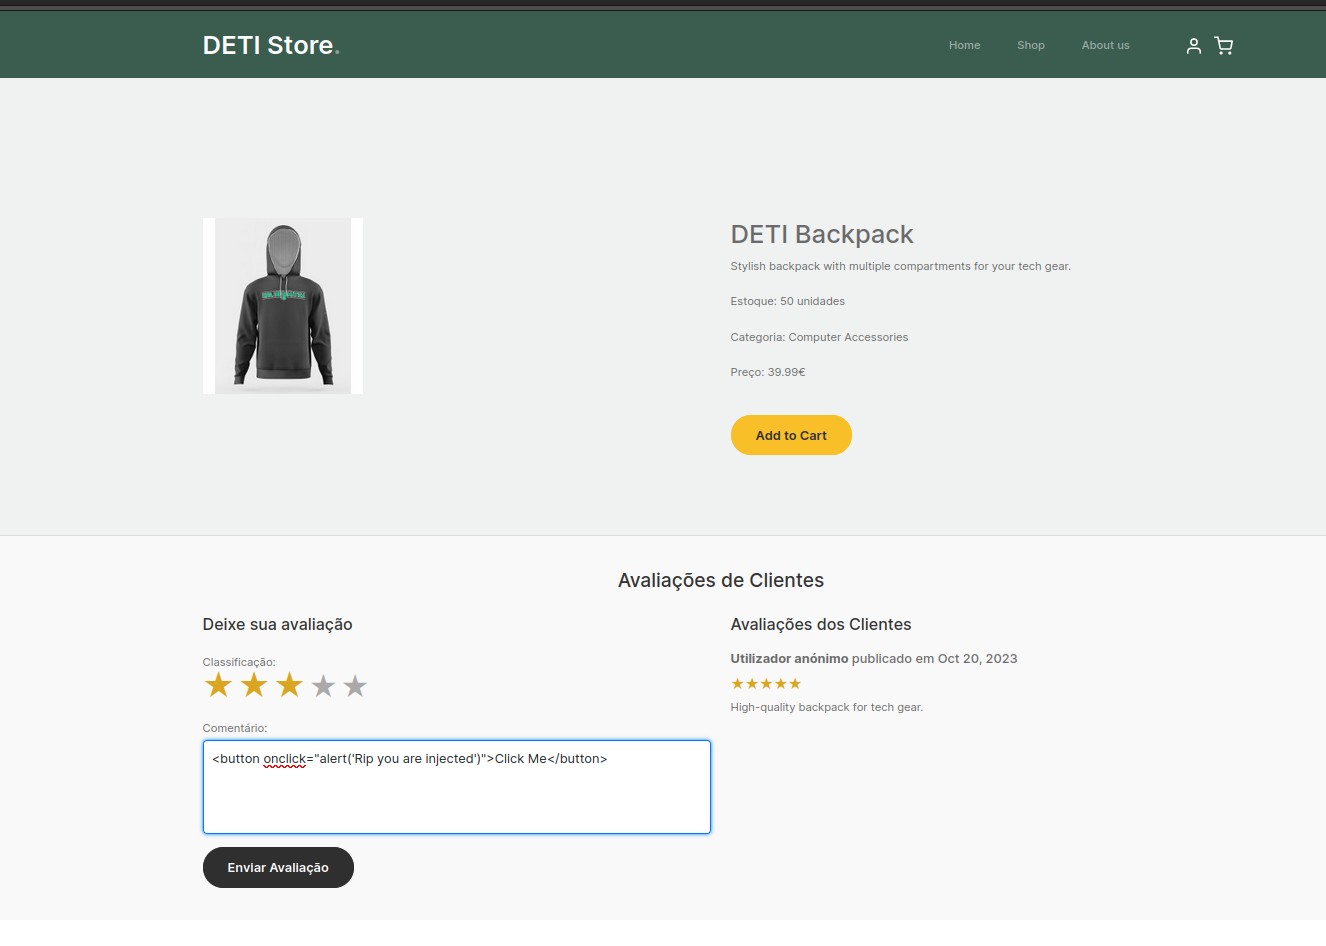 DETI Store.
Home Shop About us
DETI Backpack
Stylish backpack with multiple compartments for your tech gear.
Estoque: 50 unidades
Categoria: Computer Accessories
Preço: 39.99€
Add to Cart
Avaliações de Clientes
Deixe sua avaliação
Classificação:
Comentário:
<button onclick="alert('Rip you are injected')">Click Me</button>
Enviar Avaliação
Avaliações dos Clientes
Utilizador anónimo publicado em Oct 20, 2023
High-quality backpack for tech gear.